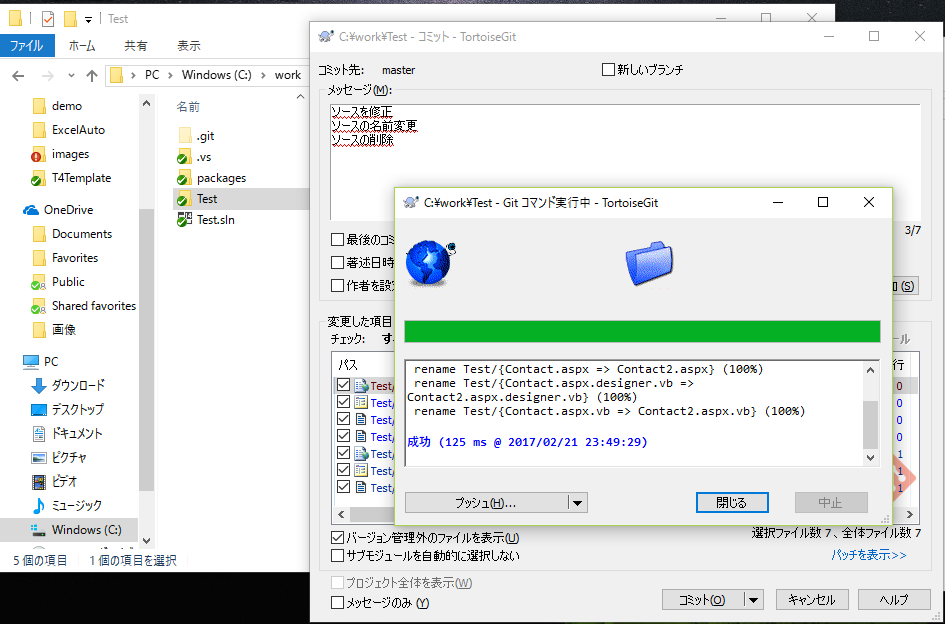 Test
ファイル
ホーム
共有
表示
PC
Windows (C:)
work
名前
demo
ExcelAuto
images
T4Template
OneDrive
Documents
Favorites
Public
Shared favorites
画像
PC
ダウンロード
デスクトップ
ドキュメント
ピクチャ
ビデオ
ミュージック
Windows (C:)
.git
.vs
packages
Test
Test.sln
5 個の項目
1 個の項目を選択
C:¥work¥Test - コミット - TortoiseGit
コミット先:
master
新しいブランチ
メッセージ(M):
ソースを修正
ソースの名前変更
ソースの削除
3/7
最後のコミ
著述日時
作者を設
(S)
変更した項目
チェック:
パス
行
Test/ 0
Test/ 0
Test/ 0
Test/ 0
Test/ 1
Test/ 1
Test/ 1
C:¥work¥Test - Git コマンド実行中 - TortoiseGit
rename Test/{Contact.aspx => Contact2.aspx} (100%)
rename Test/{Contact.aspx.designer.vb =>
Contact2.aspx.designer.vb} (100%)
rename Test/{Contact.aspx.vb => Contact2.aspx.vb} (100%)
成功 (125 ms @ 2017/02/21 23:49:29)
プッシュ(H)...
閉じる
中止
バージョン管理外のファイルを表示(U)
選択ファイル数 7、全体ファイル数 7
サブモジュールを自動的に選択しない
パッチを表示>>
プロジェクト全体を表示(W)
メッセージのみ (Y)
コミット(O)
キャンセル
ヘルプ